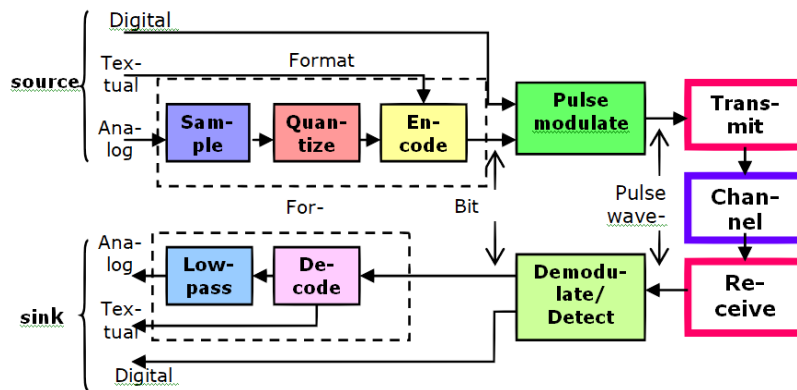 Digital
Tex-
tual
Format
source
Ana-
log
Sam-
ple
Quan-
tize
En-
code
Pulse
modulate
Trans-
mit
For-
Bit
Pulse
wave-
Chan-
nel
sink
Ana-
log
Low-
pass
De-
code
Demodu-
late/
Detect
Re-
ceive
Tex-
tual
Digital